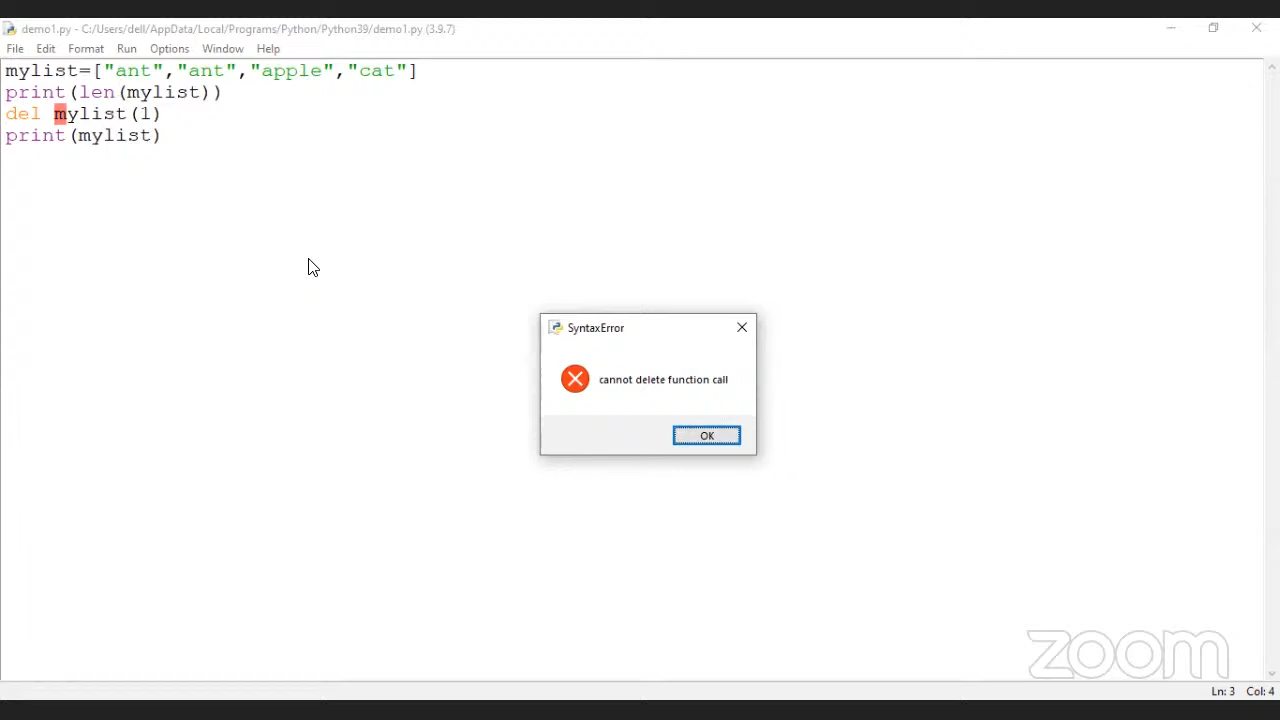 demo1.py - C:/Users/dell/AppData/Local/Programs/Python/Python39/demo1.py (3.9.7)
File Edit Format Run Options Window Help
mylist=["ant","ant","apple","cat"]
print(len(mylist))
del mylist(1)
print(mylist)
SyntaxError
cannot delete function call
OK
zoom
Ln: 3 Col: 4